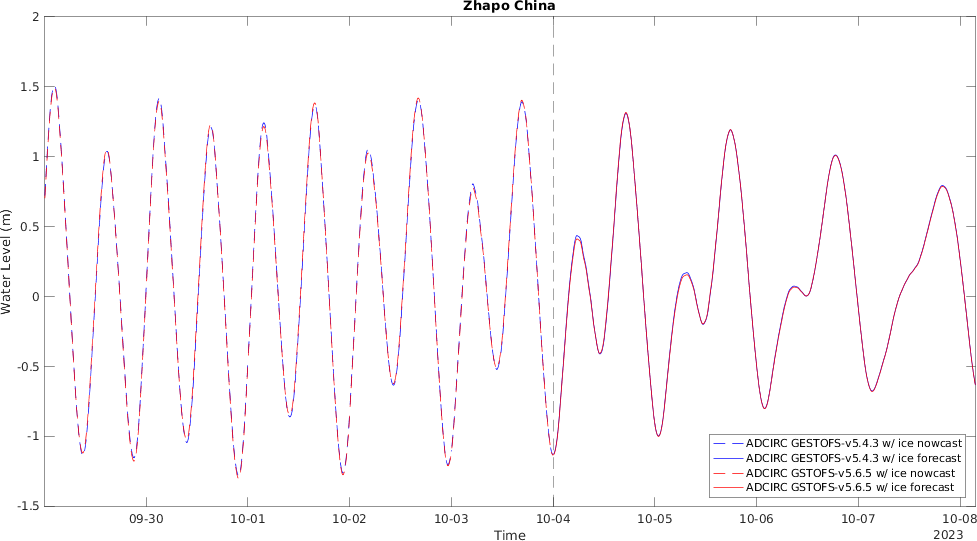 Zhapo China
2
1.5
1
0.5
0
-0.5
-1
-1.5
Water Level (m)
09-30
10-01
10-02
10-03
10-04
10-05
10-06
10-07
10-08
2023
Time
ADCIRC GESTOFS-v5.4.3 w/ ice nowcast
ADCIRC GESTOFS-v5.4.3 w/ ice forecast
ADCIRC GSTOFS-v5.6.5 w/ ice nowcast
ADCIRC GSTOFS-v5.6.5 w/ ice forecast